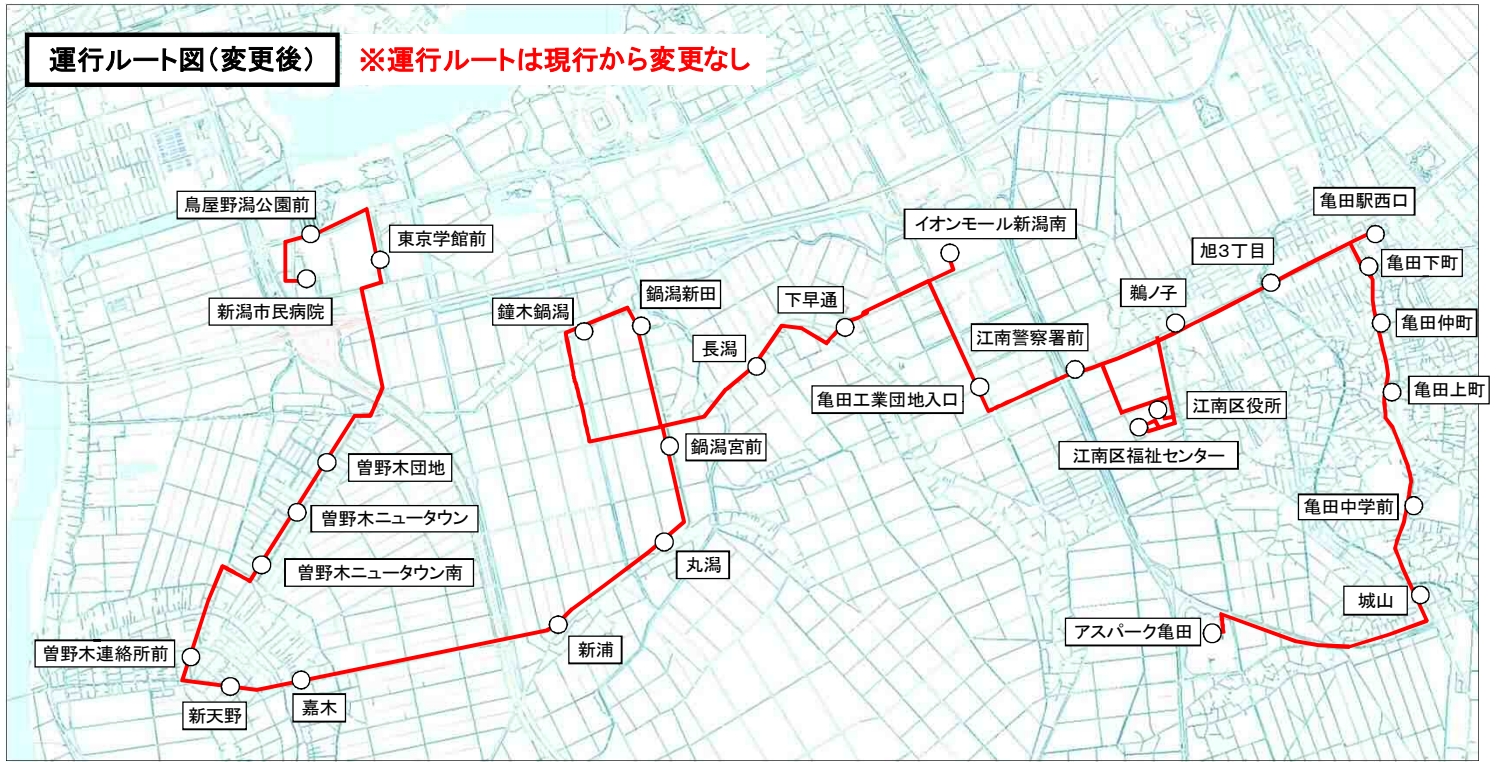 運行ルート図(変更後)
※運行ルートは現行から変更なし
鳥屋野潟公園前
東京学館前
新潟市民病院
鐘木鍋潟
鍋潟新田
長潟
下早通
イオンモール新潟南
亀田工業団地入口
江南警察署前
鵜ノ子
旭3丁目
亀田駅西口
亀田下町
亀田仲町
亀田上町
江南区役所
江南区福祉センター
亀田中学前
城山
アスパーク亀田
鍋潟宮前
丸潟
新浦
嘉木
新天野
曽野木連絡所前
曽野木ニュータウン南
曽野木ニュータウン
曽野木団地